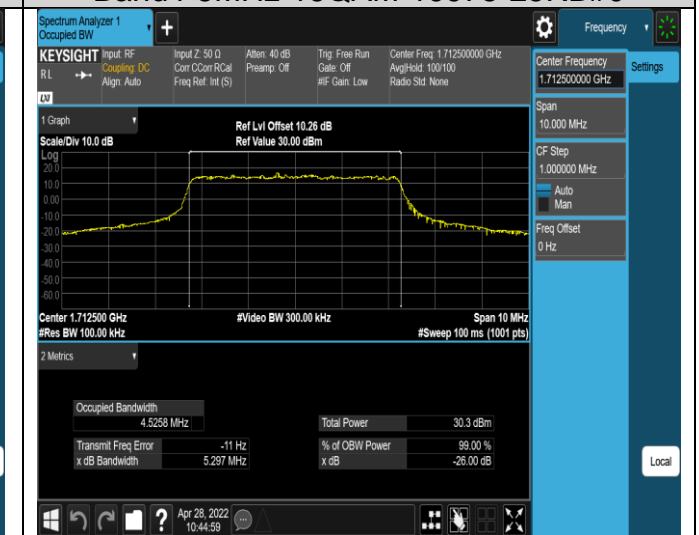 Spectrum Analyzer 1
Occupied BW
Frequency
KEYSIGHT
R L
Input: RF
Coupling: DC
Align: Auto
Input Z: 50 Ω
Corr CCorr RCal
Freq Ref: Int (S)
Atten: 40 dB
Preamp: Off
Trig: Free Run
Gate: Off
#IF Gain: Low
Center Freq: 1.712500000 GHz
Avg|Hold: 100/100
Radio Std: None
LXI
Center Frequency
1.712500000 GHz
Settings
Span
10.000 MHz
CF Step
1.000000 MHz
Auto
Man
Freq Offset
0 Hz
1 Graph
Scale/Div 10.0 dB
Ref Lvl Offset 10.26 dB
Ref Value 30.00 dBm
Log
20.0
10.0
0.00
-10.0
-20.0
-30.0
-40.0
-50.0
-60.0
Center 1.712500 GHz
#Video BW 300.00 kHz
Span 10 MHz
#Res BW 100.00 kHz
#Sweep 100 ms (1001 pts)
2 Metrics
Occupied Bandwidth
4.5258 MHz
Total Power 30.3 dBm
Transmit Freq Error -11 Hz
% of OBW Power 99.00 %
x dB Bandwidth 5.297 MHz
x dB -26.00 dB
Local
?
Apr 28, 2022
10:44:59